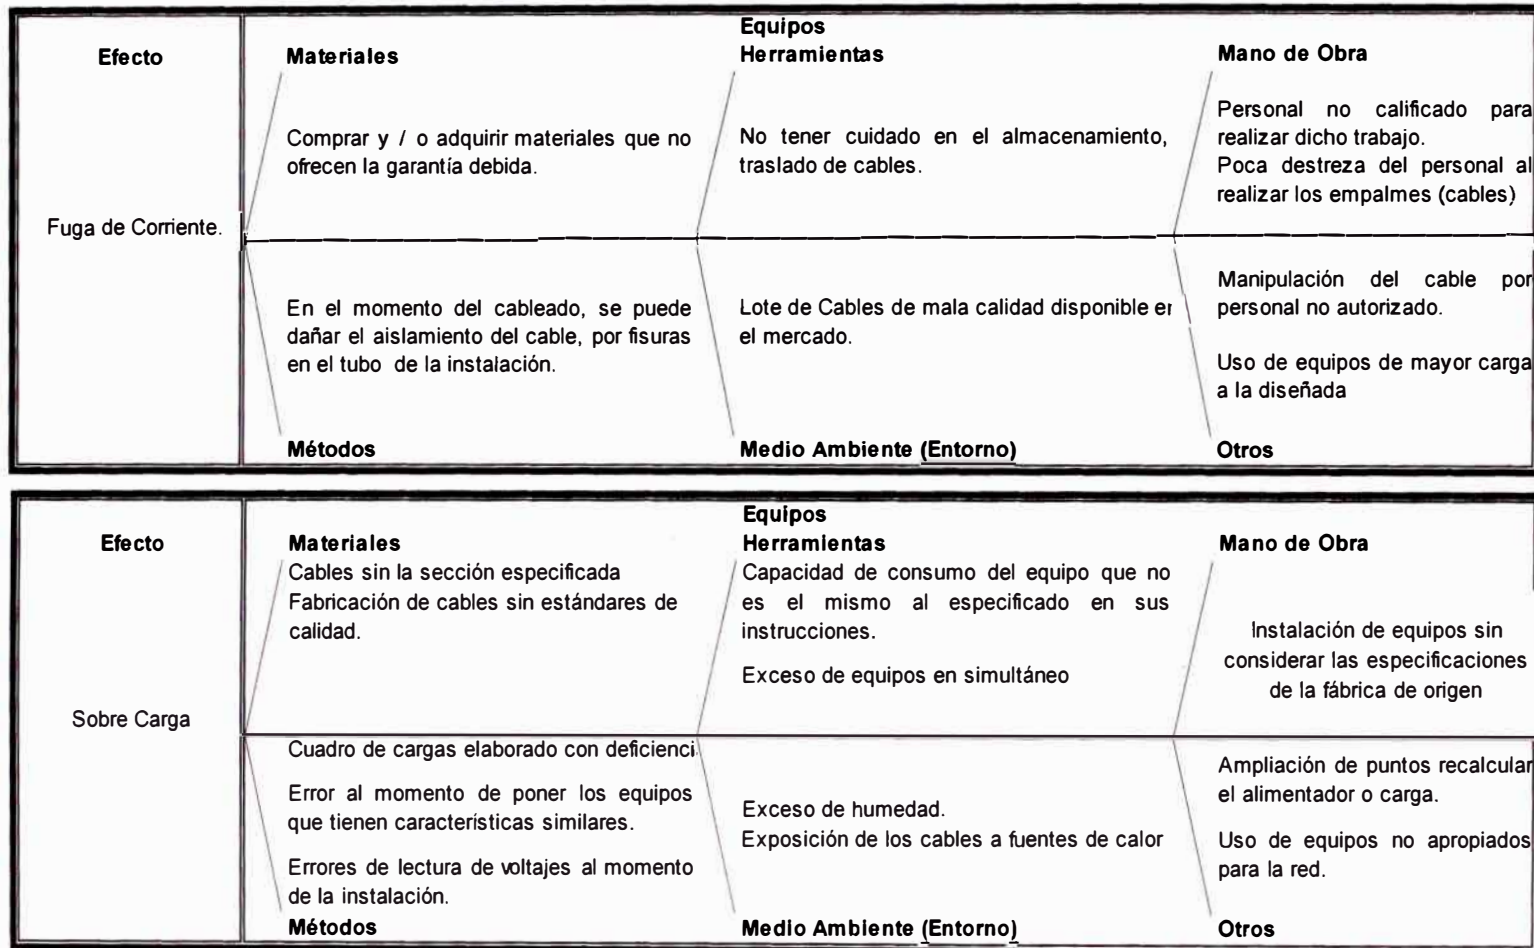 Efecto
Materiales
Equipos
Herramientas
Mano de Obra
Fuga de Corriente.
Comprar y / o adquirir materiales que no
ofrecen la garantía debida.
No tener cuidado en el almacenamiento,
traslado de cables.
Personal no calificado para
realizar dicho trabajo.
Poca destreza del personal al
realizar los empalmes (cables)
En el momento del cableado, se puede
dañar el aislamiento del cable, por fisuras
en el tubo de la instalación.
Lote de Cables de mala calidad disponible en
el mercado.
Manipulación del cable por
personal no autorizado.
Uso de equipos de mayor carga
a la diseñada
Métodos
Medio Ambiente (Entorno)
Otros
Efecto
Materiales
Equipos
Herramientas
Mano de Obra
Sobre Carga
Cables sin la sección especificada
Fabricación de cables sin estándares de
calidad.
Capacidad de consumo del equipo que no
es el mismo al especificado en sus
instrucciones.
Exceso de equipos en simultáneo
Instalación de equipos sin
considerar las especificaciones
de la fábrica de origen
Cuadro de cargas elaborado con deficienci
Error al momento de poner los equipos
que tienen características similares.
Errores de lectura de voltajes al momento
de la instalación.
Exceso de humedad.
Exposición de los cables a fuentes de calor
Ampliación de puntos recalcular
el alimentador o carga.
Uso de equipos no apropiados
para la red.
Métodos
Medio Ambiente (Entorno)
Otros